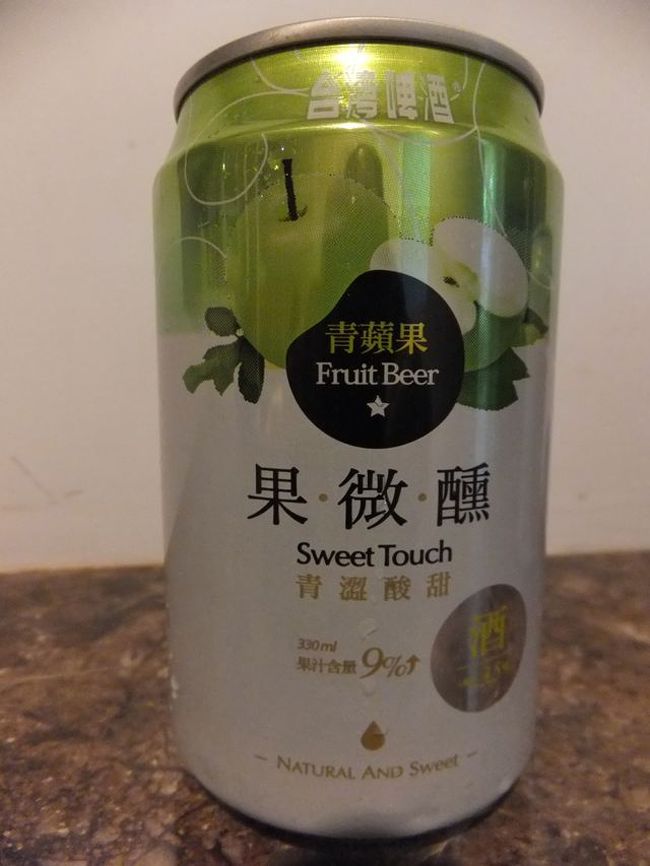 台灣啤酒®
青蘋果
Fruit Beer
果·微·醺
Sweet Touch
青澀酸甜
330ml
果汁含量9%↑
酒
- NATURAL AND Sweet -